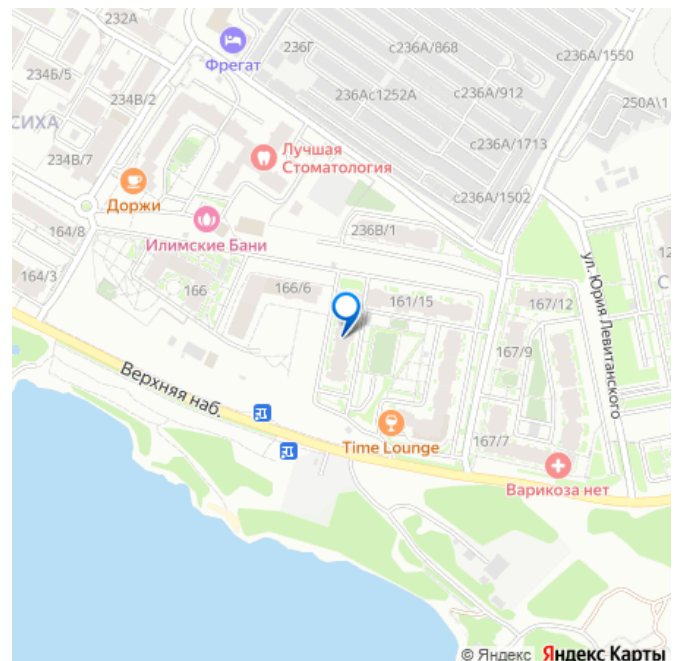 232А
236Г
с236А/868
с236А/1550
Фрегат
234Б/5
236Ас1252А
с236А/912
234В/2
250А\1
СИХА
с236А/1713
Лучшая
Стоматология
234В/7
с236А/1502
Доржи
Илимские Бани
236В/1
164/8
164/3
166
166/6
161/15
167/12
ул. Юрия Левитанского
12
С
167/9
Верхняя наб.
Time Lounge
167/7
Варикоза нет
© Яндекс Яндекс Карты